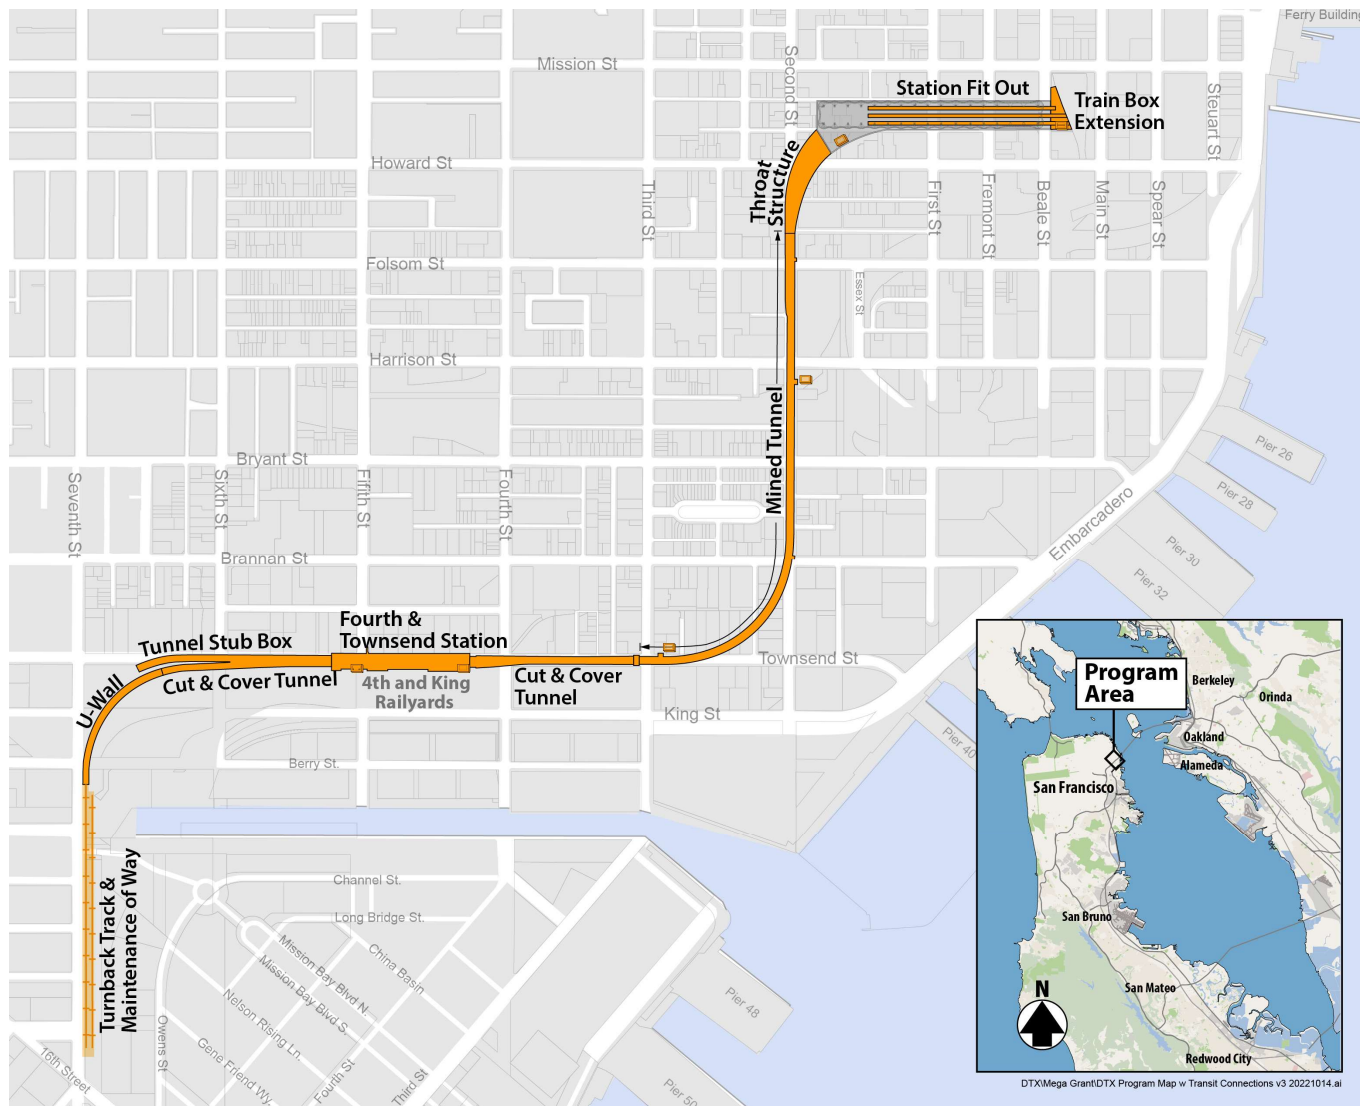 Ferry Building
Mission St
Second St
Station Fit Out
Train Box
Extension
Steuart St
Howard St
Throat
Structure
Third St
First St
Fremont St
Beale St
Main St
Spear St
Folsom St
Essex St
Harrison St
Mined Tunnel
Bryant St
Pier 26
Seventh St
Sixth St
Fifth St
Fourth St
Pier 28
Embarcadero
Brannan St
Pier 30
Pier 32
Fourth &
Townsend Station
Tunnel Stub Box
Townsend St
Cut & Cover Tunnel
4th and King
Railyards
Cut & Cover
Tunnel
U-Wall
King St
Pier 40
Berry St.
Turnback Track &
Maintenance of Way
Channel St.
Long Bridge St.
China Basin
Mission Bay Blvd N.
Mission Bay Blvd S.
Nelson Rising Ln.
Gene Friend Wy.
Owens St
16th Street
Fourth St
Third St
Pier 48
Pier 50
Program
Area
Berkeley
Orinda
Oakland
Alameda
San Francisco
San Bruno
San Mateo
Redwood City
N
DTX\Mega Grant\DTX Program Map w Transit Connections v3 20221014.ai